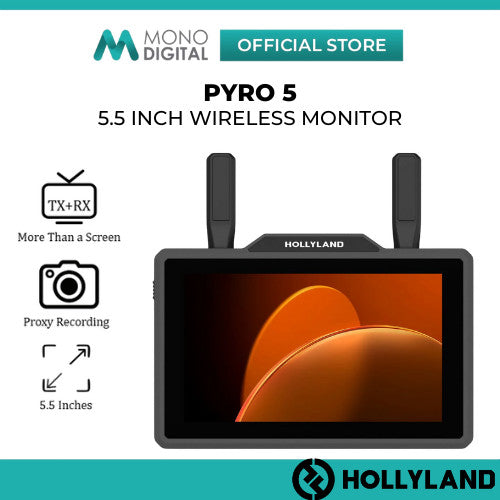 MONO
DIGITAL
OFFICIAL STORE
PYRO 5
5.5 INCH WIRELESS MONITOR
TX+RX
More Than a Screen
Proxy Recording
5.5 Inches
HOLLYLAND
HOLLYLAND